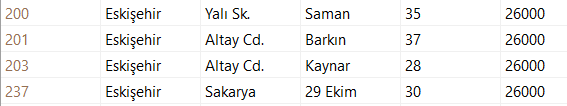 200 Eskişehir Yalı Sk. Saman 35 26000
201 Eskişehir Altay Cd. Barkın 37 26000
203 Eskişehir Altay Cd. Kaynar 28 26000
237 Eskişehir Sakarya 29 Ekim 30 26000